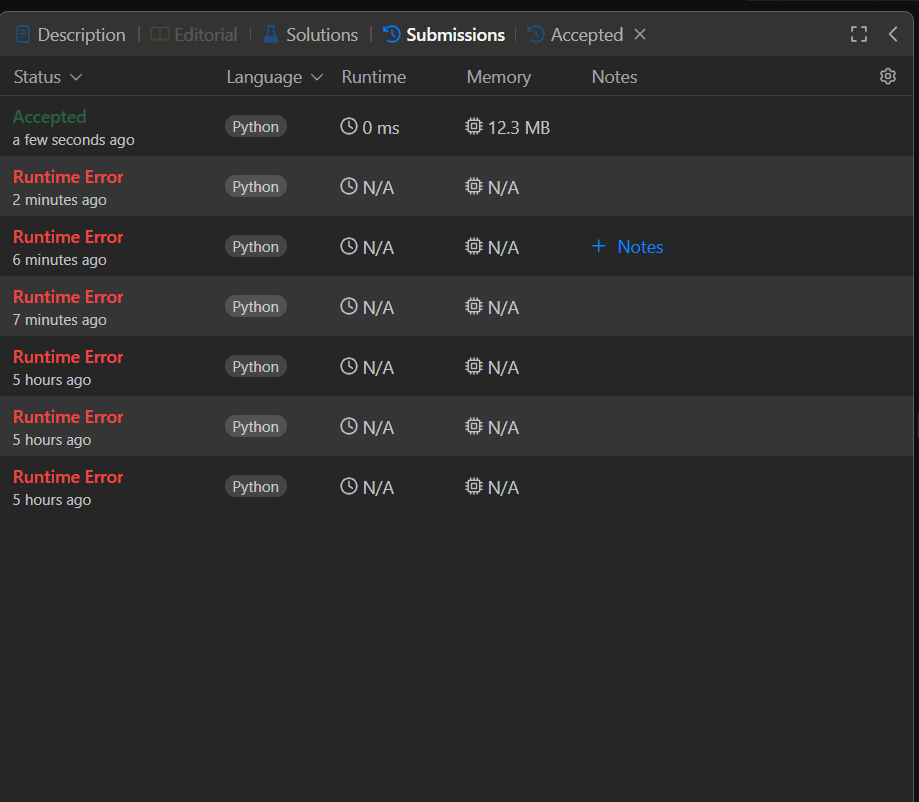 Description | Editorial | Solutions | Submissions | Accepted
Status Language Runtime Memory Notes
Accepted Python 0 ms 12.3 MB
a few seconds ago
Runtime Error Python N/A N/A
2 minutes ago
Runtime Error Python N/A N/A + Notes
6 minutes ago
Runtime Error Python N/A N/A
7 minutes ago
Runtime Error Python N/A N/A
5 hours ago
Runtime Error Python N/A N/A
5 hours ago
Runtime Error Python N/A N/A
5 hours ago